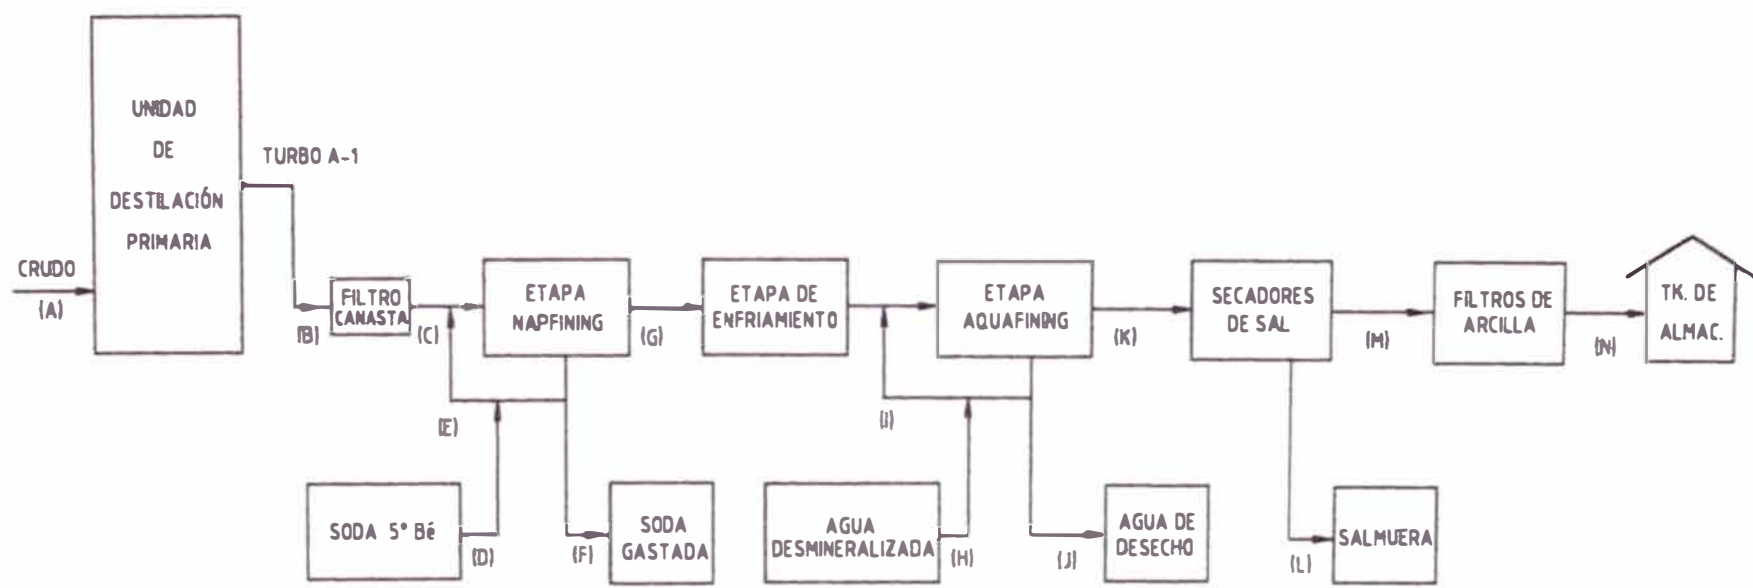 UNIDAD
DE
DESTILACIÓN
PRIMARIA
TURBO A-1
CRUDO
(A)
(B)
FILTRO
CANASTA
(C)
ETAPA
NAPFINING
(G)
ETAPA DE
ENFRIAMIENTO
ETAPA
AQUAFINING
(K)
SECADORES
DE SAL
(M)
FILTROS DE
ARCILLA
(N)
TK. DE
ALMAC.
(E)
(I)
SODA 5° Bé
(D)
(F)
SODA
GASTADA
AGUA
DESMINERALIZADA
(H)
(J)
AGUA DE
DESECHO
(L)
SALMUERA